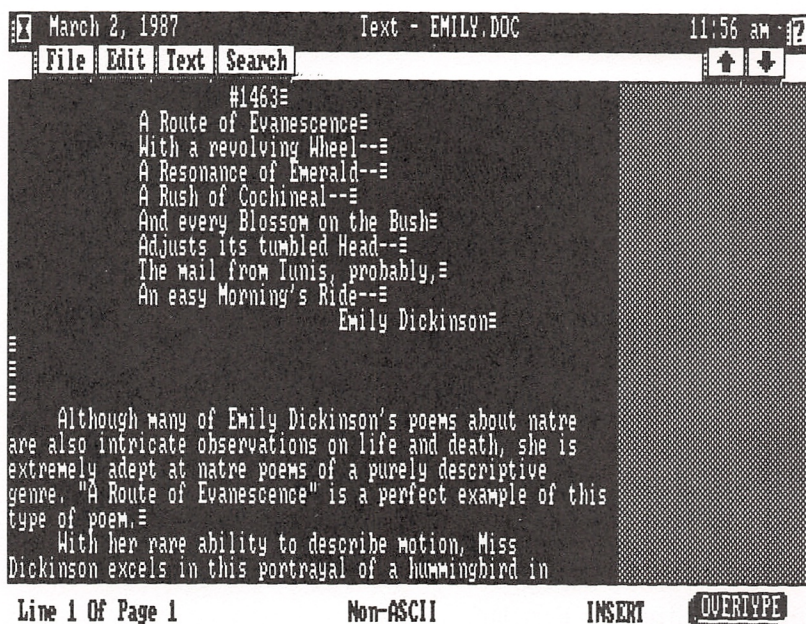 March 2, 1987 Text - EMILY.DOC 11:56 am ?
File Edit Text Search
#1463
A Route of Evanescence
With a revolving Wheel--
A Resonance of Emerald--
A Rush of Cochineal--
And every Blossom on the Bush
Adjusts its tumbled Head--
The mail from Tunis, probably,
An easy Morning's Ride--
Emily Dickinson
Although many of Emily Dickinson's poems about natre
are also intricate observations on life and death, she is
extremely adept at natre poems of a purely descriptive
genre. "A Route of Evanescence" is a perfect example of this
type of poem.
With her rare ability to describe motion, Miss
Dickinson excels in this portrayal of a hummingbird in
Line 1 Of Page 1 Non-ASCII INSERT OVERTYPE